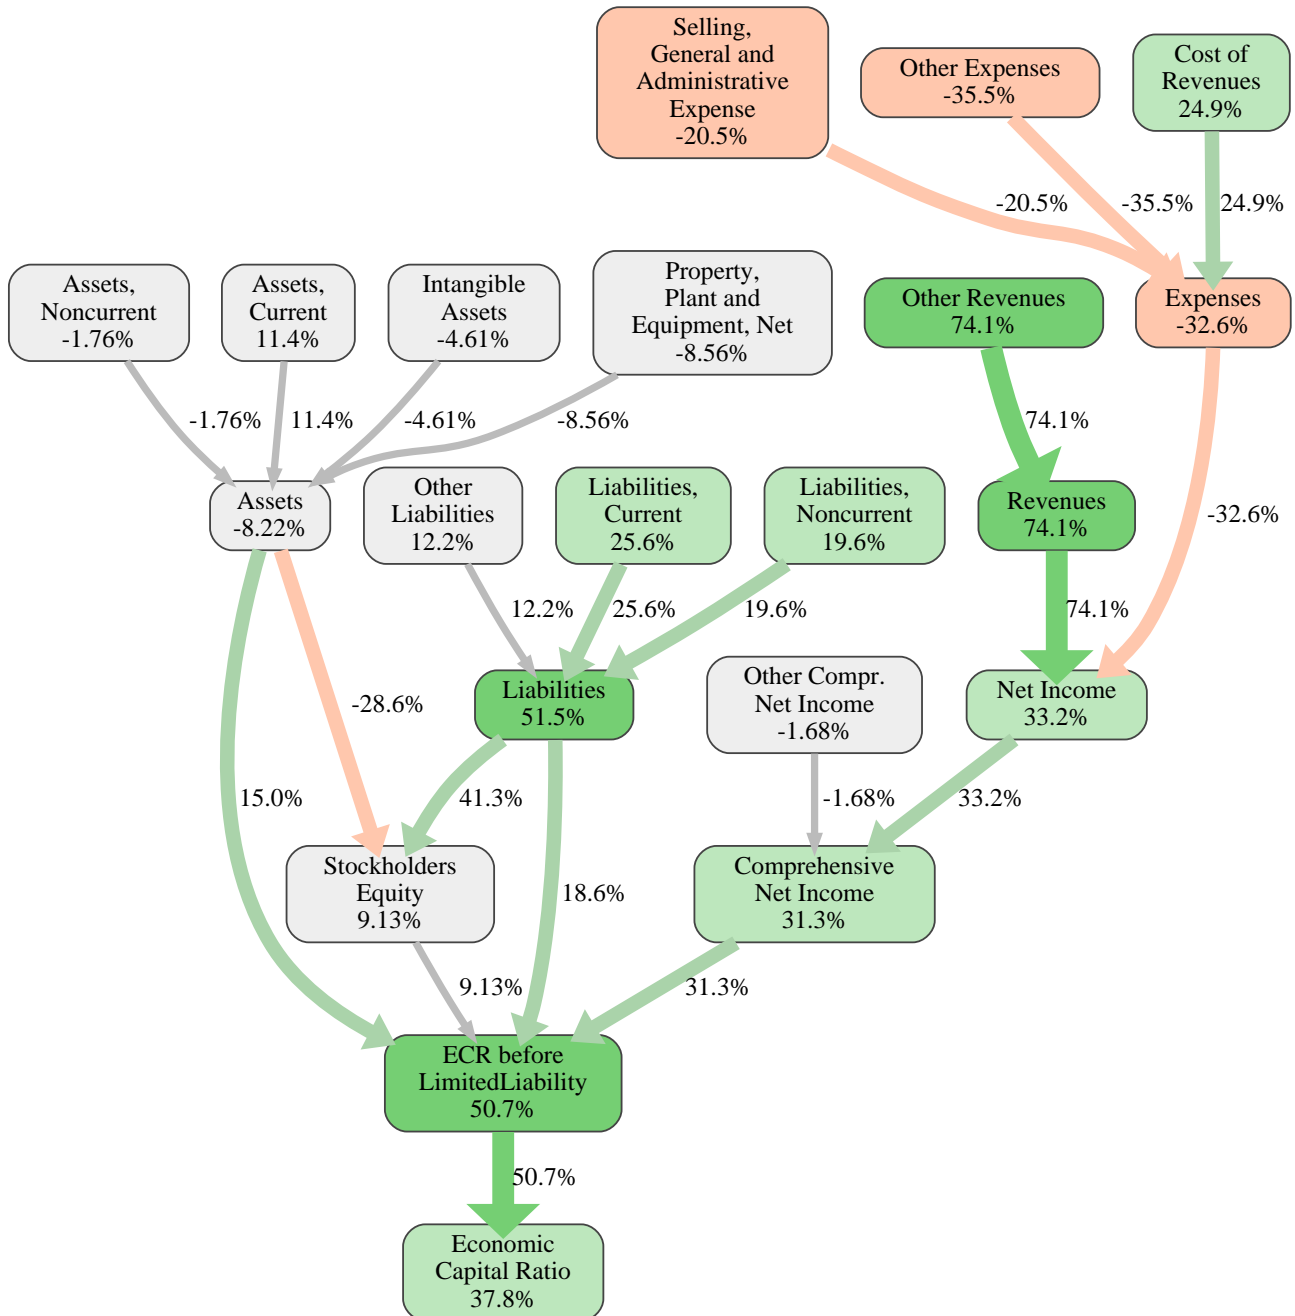 Selling,
General and
Administrative
Expense
-20.5%
Other Expenses
-35.5%
Cost of
Revenues
24.9%
-20.5%
-35.5%
24.9%
Assets,
Noncurrent
-1.76%
Assets,
Current
11.4%
Intangible
Assets
-4.61%
Property,
Plant and
Equipment, Net
-8.56%
Other Revenues
74.1%
Expenses
-32.6%
-1.76%
11.4%
-4.61%
-8.56%
74.1%
-32.6%
Assets
-8.22%
Other
Liabilities
12.2%
Liabilities,
Current
25.6%
Liabilities,
Noncurrent
19.6%
Revenues
74.1%
12.2%
25.6%
19.6%
74.1%
-28.6%
Liabilities
51.5%
Other Compr.
Net Income
-1.68%
Net Income
33.2%
15.0%
41.3%
-1.68%
33.2%
Stockholders
Equity
9.13%
18.6%
Comprehensive
Net Income
31.3%
9.13%
31.3%
ECR before
LimitedLiability
50.7%
50.7%
Economic
Capital Ratio
37.8%